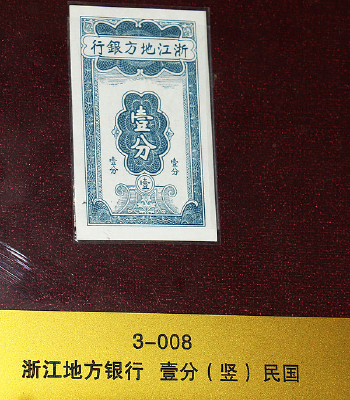 行銀方地江浙
壹分
壹分
壹分
壹
3-008
浙江地方银行 壹分(竖)民国